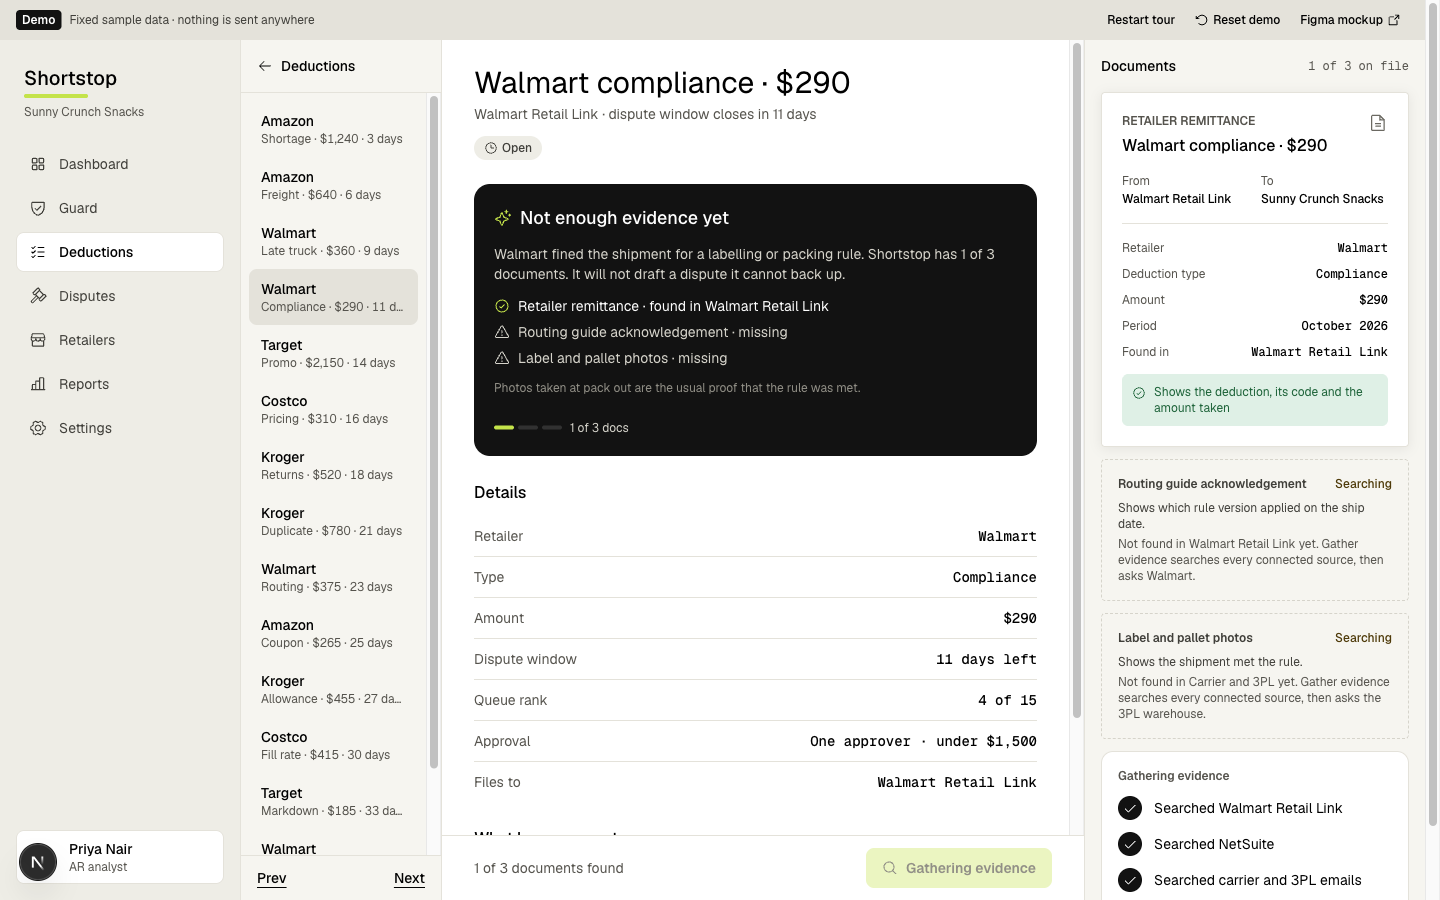 Demo Fixed sample data · nothing is sent anywhere
Restart tour
Reset demo
Figma mockup
Shortstop
Sunny Crunch Snacks
Dashboard
Guard
Deductions
Disputes
Retailers
Reports
Settings
N
Priya Nair
AR analyst
Deductions
Amazon
Shortage · $1,240 · 3 days
Amazon
Freight · $640 · 6 days
Walmart
Late truck · $360 · 9 days
Walmart
Compliance · $290 · 11 d...
Target
Promo · $2,150 · 14 days
Costco
Pricing · $310 · 16 days
Kroger
Returns · $520 · 18 days
Kroger
Duplicate · $780 · 21 days
Walmart
Routing · $375 · 23 days
Amazon
Coupon · $265 · 25 days
Kroger
Allowance · $455 · 27 da...
Costco
Fill rate · $415 · 30 days
Target
Markdown · $185 · 33 da...
Walmart
Prev
Next
Walmart compliance · $290
Walmart Retail Link · dispute window closes in 11 days
Open
Not enough evidence yet
Walmart fined the shipment for a labelling or packing rule. Shortstop has 1 of 3
documents. It will not draft a dispute it cannot back up.
Retailer remittance · found in Walmart Retail Link
Routing guide acknowledgement · missing
Label and pallet photos · missing
Photos taken at pack out are the usual proof that the rule was met.
1 of 3 docs
Details
Retailer Walmart
Type Compliance
Amount $290
Dispute window 11 days left
Queue rank 4 of 15
Approval One approver · under $1,500
Files to Walmart Retail Link
1 of 3 documents found
Gathering evidence
Documents
1 of 3 on file
RETAILER REMITTANCE
Walmart compliance · $290
From To
Walmart Retail Link Sunny Crunch Snacks
Retailer Walmart
Deduction type Compliance
Amount $290
Period October 2026
Found in Walmart Retail Link
Shows the deduction, its code and the
amount taken
Routing guide acknowledgement Searching
Shows which rule version applied on the ship
date.
Not found in Walmart Retail Link yet. Gather
evidence searches every connected source, then
asks Walmart.
Label and pallet photos Searching
Shows the shipment met the rule.
Not found in Carrier and 3PL yet. Gather evidence
searches every connected source, then asks the
3PL warehouse.
Gathering evidence
Searched Walmart Retail Link
Searched NetSuite
Searched carrier and 3PL emails